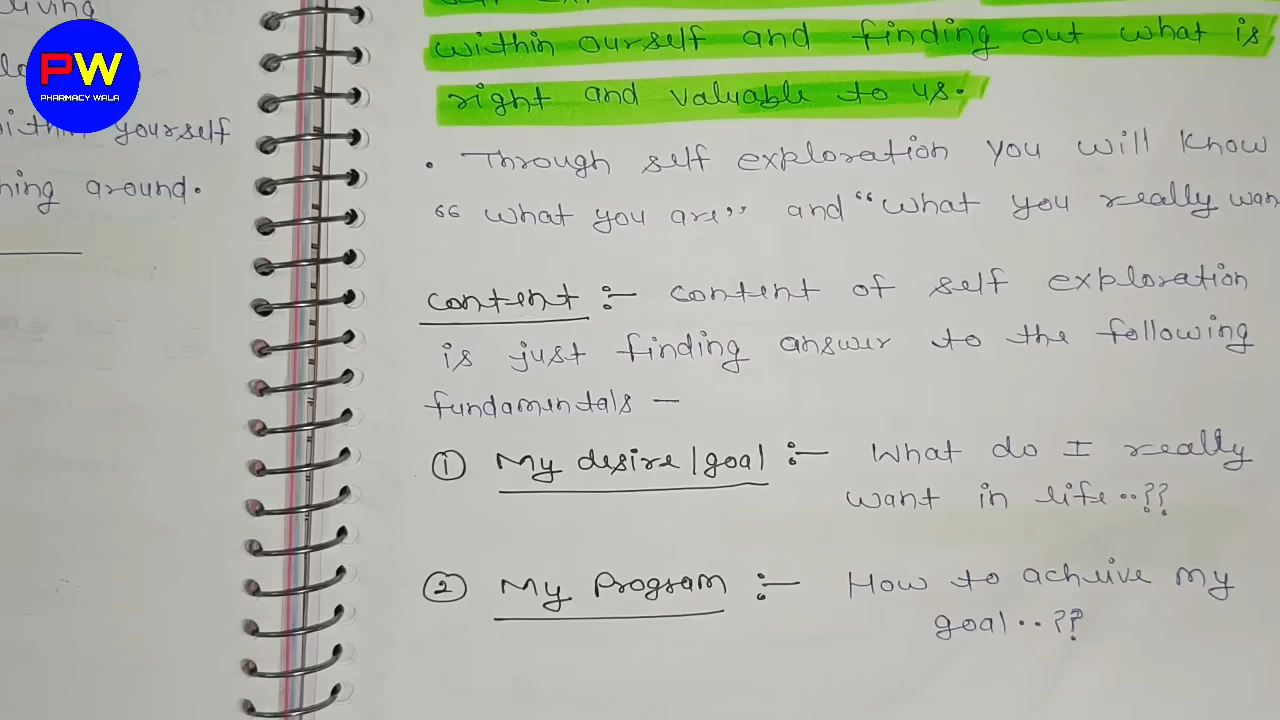 living
PW
PHARMACY WALA
within yourself
around.
within ourself and finding out what is
right and valuable to us.
• Through self exploration you will know
“ what you are” and “what you really wan
content :- content of self exploration
is just finding answer to the following
fundamentals —
① My desire/goal :- What do I really
want in life..??
② My Program :- How to achive my
goal..??